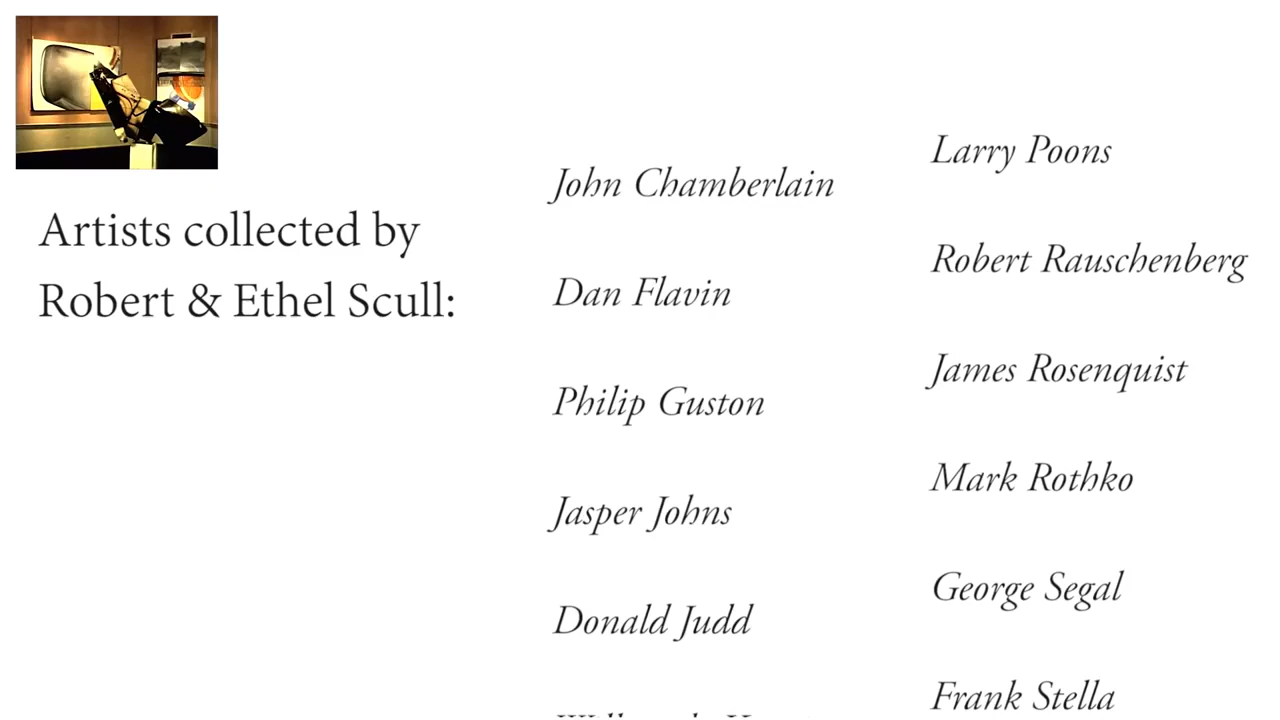 Artists collected by
Robert & Ethel Scull:
John Chamberlain
Dan Flavin
Philip Guston
Jasper Johns
Donald Judd
Larry Poons
Robert Rauschenberg
James Rosenquist
Mark Rothko
George Segal
Frank Stella